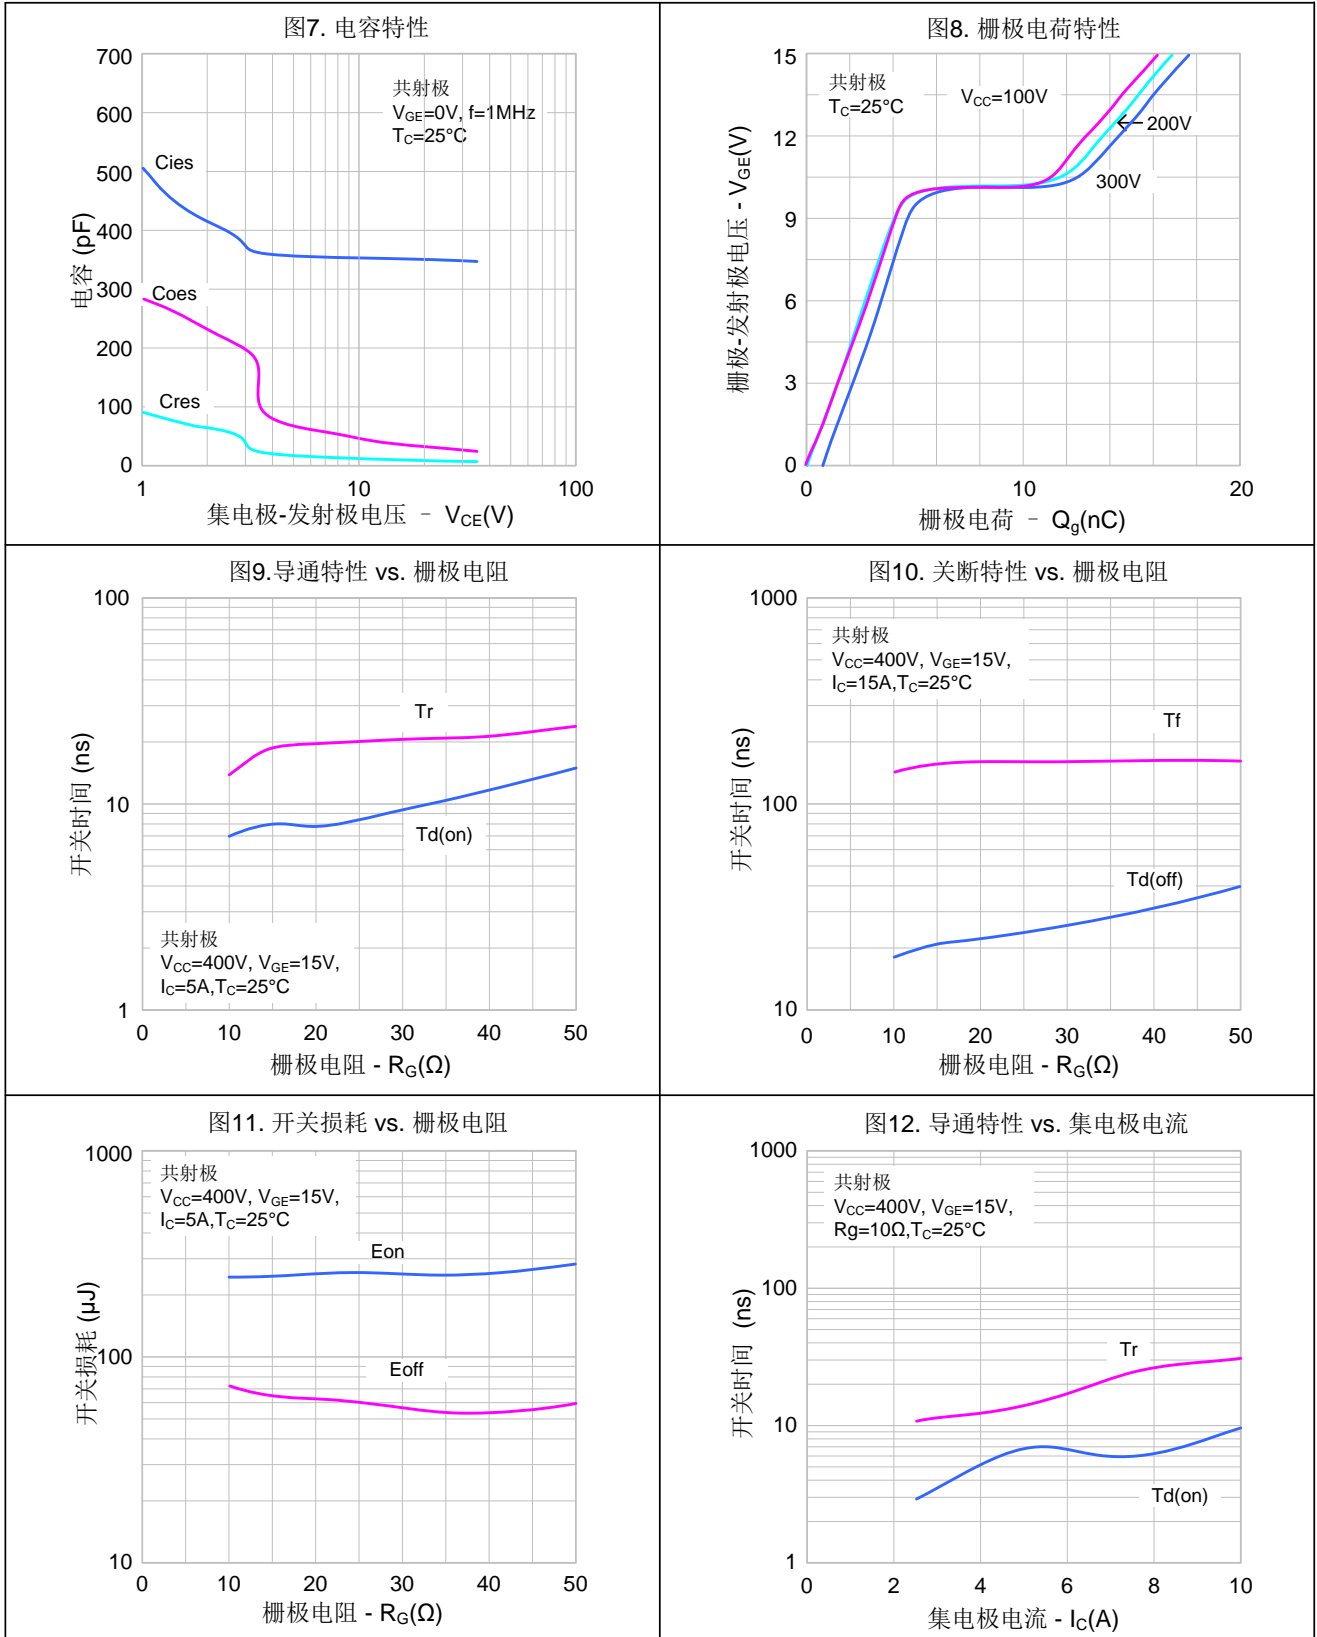 图7. 电容特性
700
600
500
400
300
200
100
0
电容 (pF)
共射极
VGE=0V, f=1MHz
TC=25°C
Cies
Coes
Cres
1
10
100
集电极-发射极电压 - VCE(V)
图8. 栅极电荷特性
15
12
9
6
3
0
栅极-发射极电压 - VGE(V)
共射极
TC=25°C
VCC=100V
200V
300V
0
10
20
栅极电荷 - Qg(nC)
图9.导通特性 vs. 栅极电阻
100
10
1
开关时间 (ns)
Tr
Td(on)
共射极
VCC=400V, VGE=15V,
IC=5A,TC=25°C
0
10
20
30
40
50
栅极电阻 - RG(Ω)
图10. 关断特性 vs. 栅极电阻
1000
100
10
开关时间 (ns)
共射极
VCC=400V, VGE=15V,
IC=15A,TC=25°C
Tf
Td(off)
0
10
20
30
40
50
栅极电阻 - RG(Ω)
图11. 开关损耗 vs. 栅极电阻
1000
100
10
开关损耗 (μJ)
共射极
VCC=400V, VGE=15V,
IC=5A,TC=25°C
Eon
Eoff
0
10
20
30
40
50
栅极电阻 - RG(Ω)
图12. 导通特性 vs. 集电极电流
1000
100
10
1
开关时间 (ns)
共射极
VCC=400V, VGE=15V,
Rg=10Ω,TC=25°C
Tr
Td(on)
0
2
4
6
8
10
集电极电流 - IC(A)